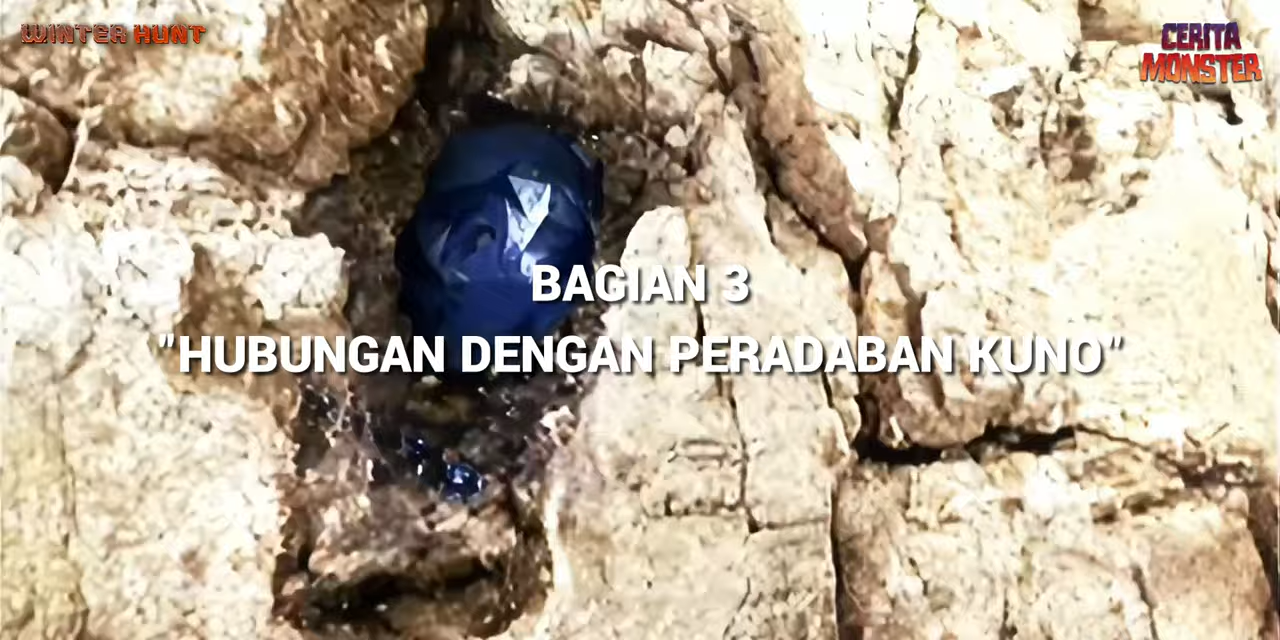 WINTER HUNT
CERITA
MONSTER
BAGIAN 3
"HUBUNGAN DENGAN PERADABAN KUNO"